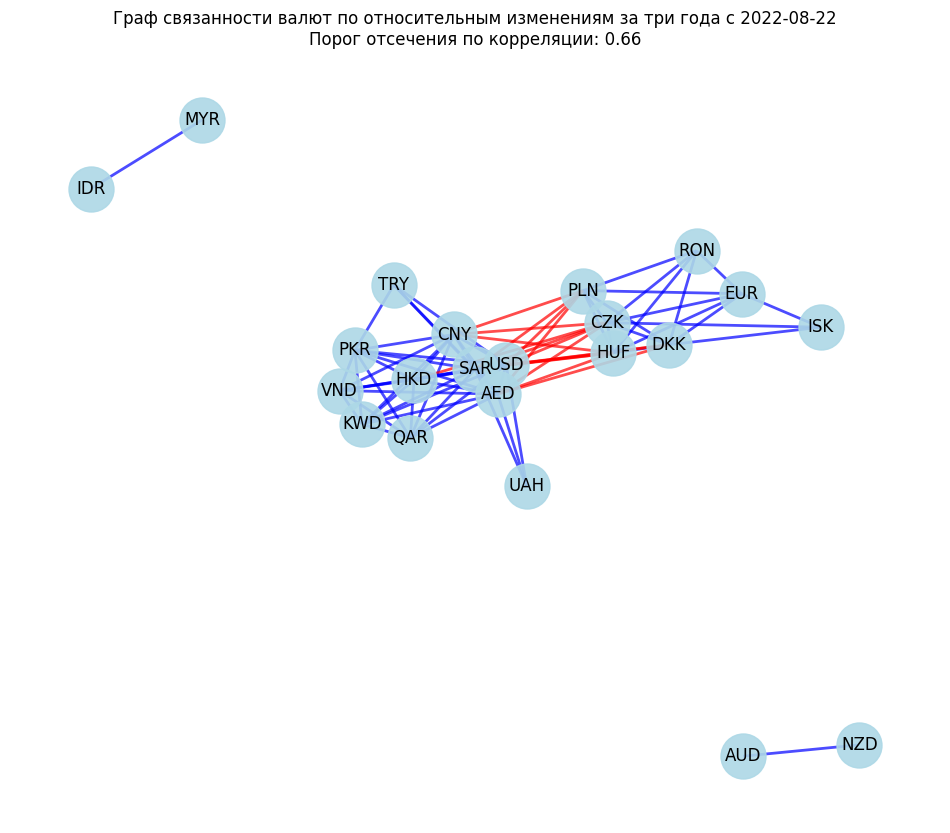 Граф связанности валют по относительным изменениям за три года с 2022-08-22
Порог отсечения по корреляции: 0.66
MYR
IDR
RON
TRY
PLN
EUR
CZK
ISK
CNY
PKR
HUF
DKK
SAR
USD
HKD
VND
AED
KWD
QAR
UAH
AUD
NZD